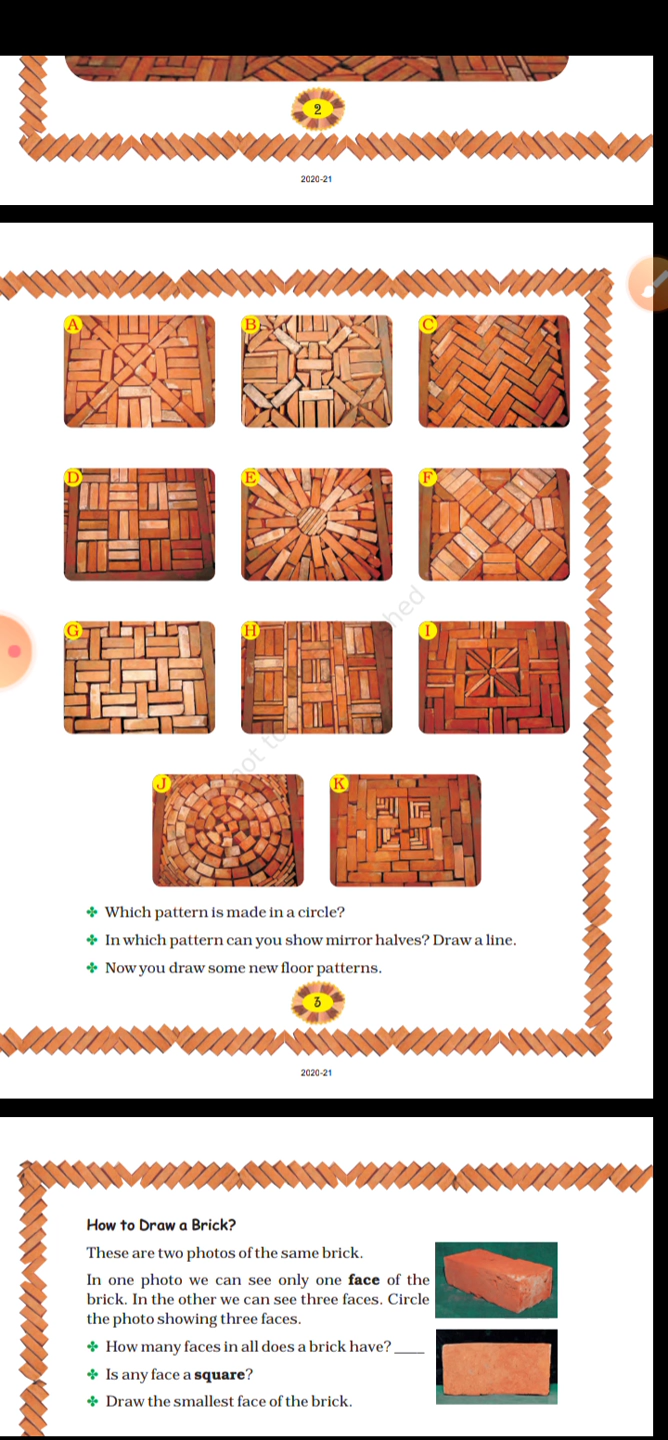 2
2020-21
A
B
C
D
E
F
G
H
I
J
K
✤ Which pattern is made in a circle?
✤ In which pattern can you show mirror halves? Draw a line.
✤ Now you draw some new floor patterns.
3
2020-21
How to Draw a Brick?
These are two photos of the same brick.
In one photo we can see only one face of the
brick. In the other we can see three faces. Circle
the photo showing three faces.
✤ How many faces in all does a brick have? ____
✤ Is any face a square?
✤ Draw the smallest face of the brick.